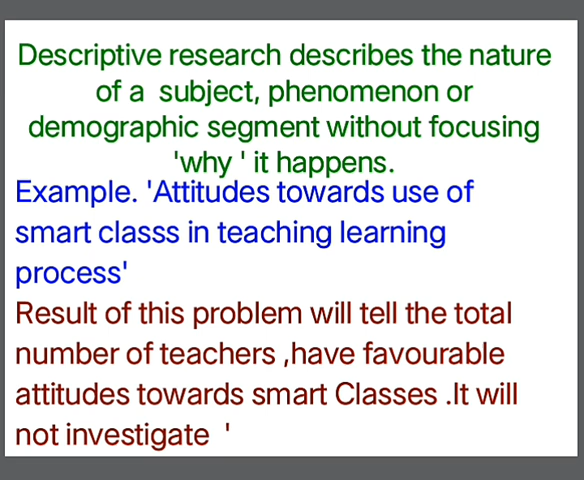 Descriptive research describes the nature
of a subject, phenomenon or
demographic segment without focusing
'why ' it happens.
Example. 'Attitudes towards use of
smart classs in teaching learning
process'
Result of this problem will tell the total
number of teachers ,have favourable
attitudes towards smart Classes .It will
not investigate '